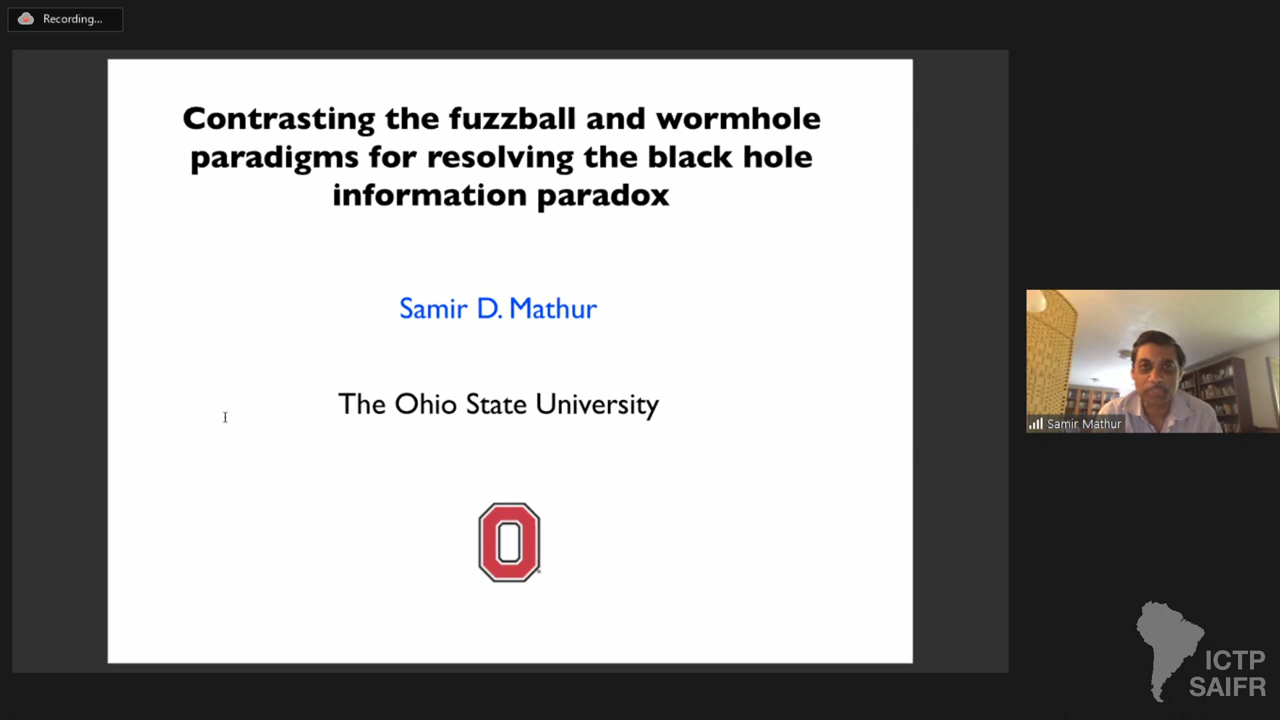 Recording...
Contrasting the fuzzball and wormhole
paradigms for resolving the black hole
information paradox
Samir D. Mathur
The Ohio State University
Samir Mathur
ICTP
SAIFR